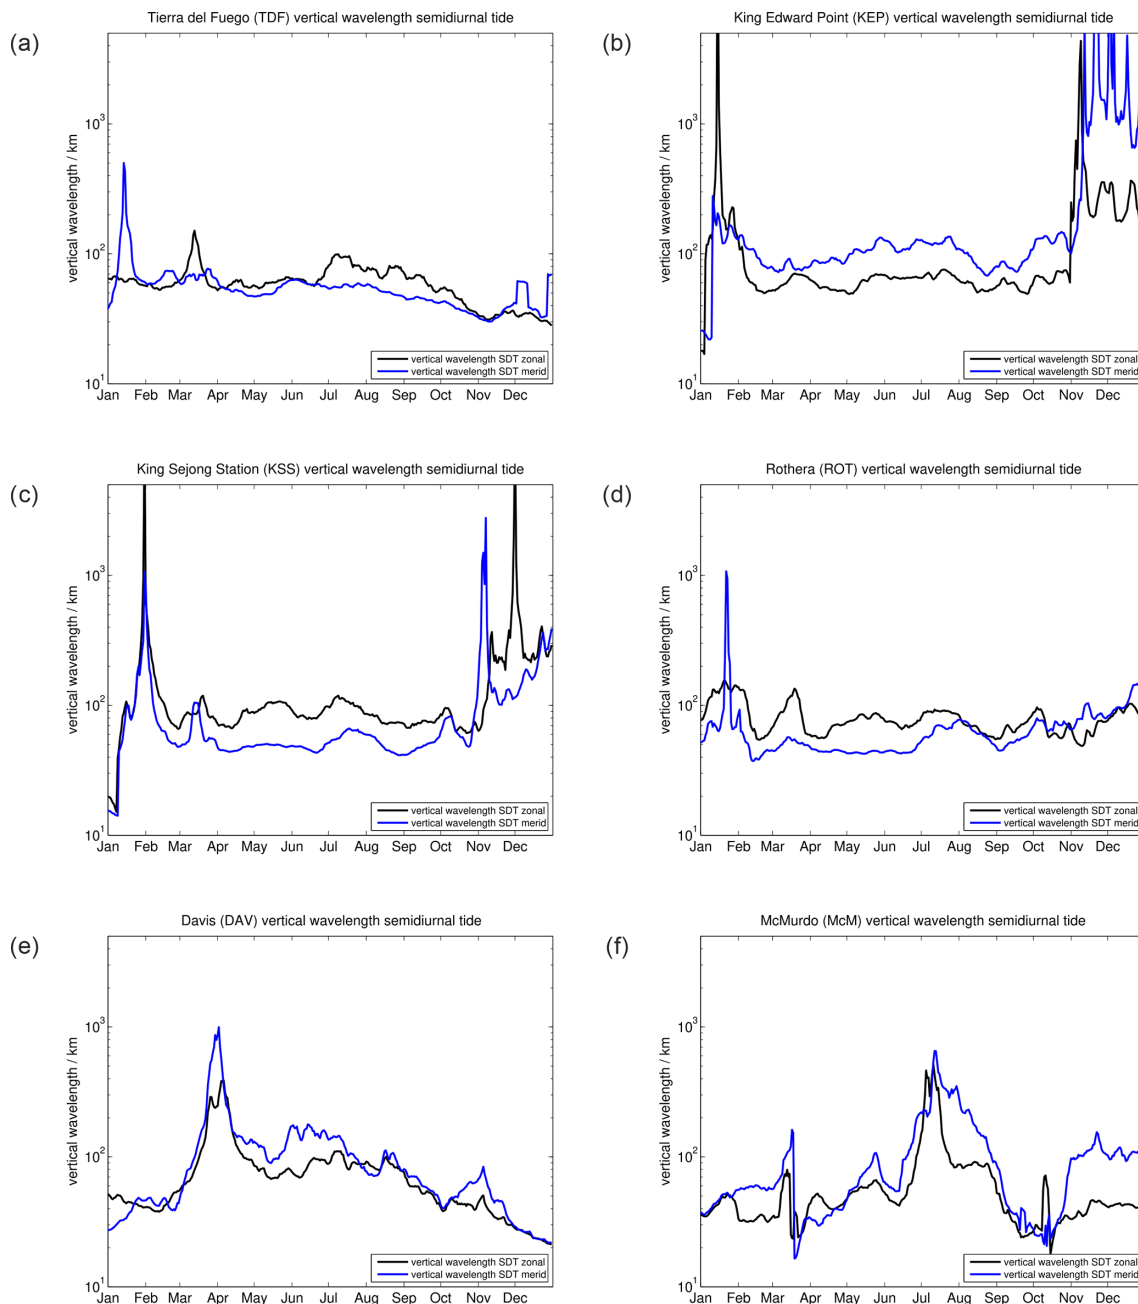 (a)
Tierra del Fuego (TDF) vertical wavelength semidiurnal tide
vertical wavelength / km
10³
10²
10¹
Jan Feb Mar Apr May Jun Jul Aug Sep Oct Nov Dec
vertical wavelength SDT zonal
vertical wavelength SDT merid
(b)
King Edward Point (KEP) vertical wavelength semidiurnal tide
vertical wavelength / km
10³
10²
10¹
Jan Feb Mar Apr May Jun Jul Aug Sep Oct Nov Dec
vertical wavelength SDT zonal
vertical wavelength SDT merid
(c)
King Sejong Station (KSS) vertical wavelength semidiurnal tide
vertical wavelength / km
10³
10²
10¹
Jan Feb Mar Apr May Jun Jul Aug Sep Oct Nov Dec
vertical wavelength SDT zonal
vertical wavelength SDT merid
(d)
Rothera (ROT) vertical wavelength semidiurnal tide
vertical wavelength / km
10³
10²
10¹
Jan Feb Mar Apr May Jun Jul Aug Sep Oct Nov Dec
vertical wavelength SDT zonal
vertical wavelength SDT merid
(e)
Davis (DAV) vertical wavelength semidiurnal tide
vertical wavelength / km
10³
10²
10¹
Jan Feb Mar Apr May Jun Jul Aug Sep Oct Nov Dec
vertical wavelength SDT zonal
vertical wavelength SDT merid
(f)
McMurdo (McM) vertical wavelength semidiurnal tide
vertical wavelength / km
10³
10²
10¹
Jan Feb Mar Apr May Jun Jul Aug Sep Oct Nov Dec
vertical wavelength SDT zonal
vertical wavelength SDT merid